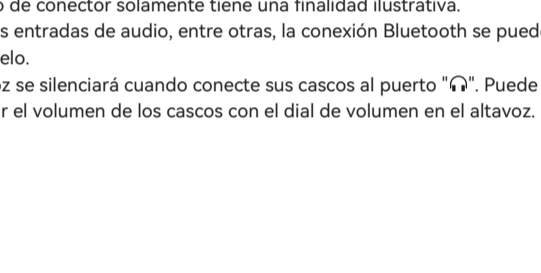 de conector solamente tiene una finalidad ilustrativa.
s entradas de audio, entre otras, la conexión Bluetooth se pued
elo.
z se silenciará cuando conecte sus cascos al puerto "🎧". Puede
r el volumen de los cascos con el dial de volumen en el altavoz.